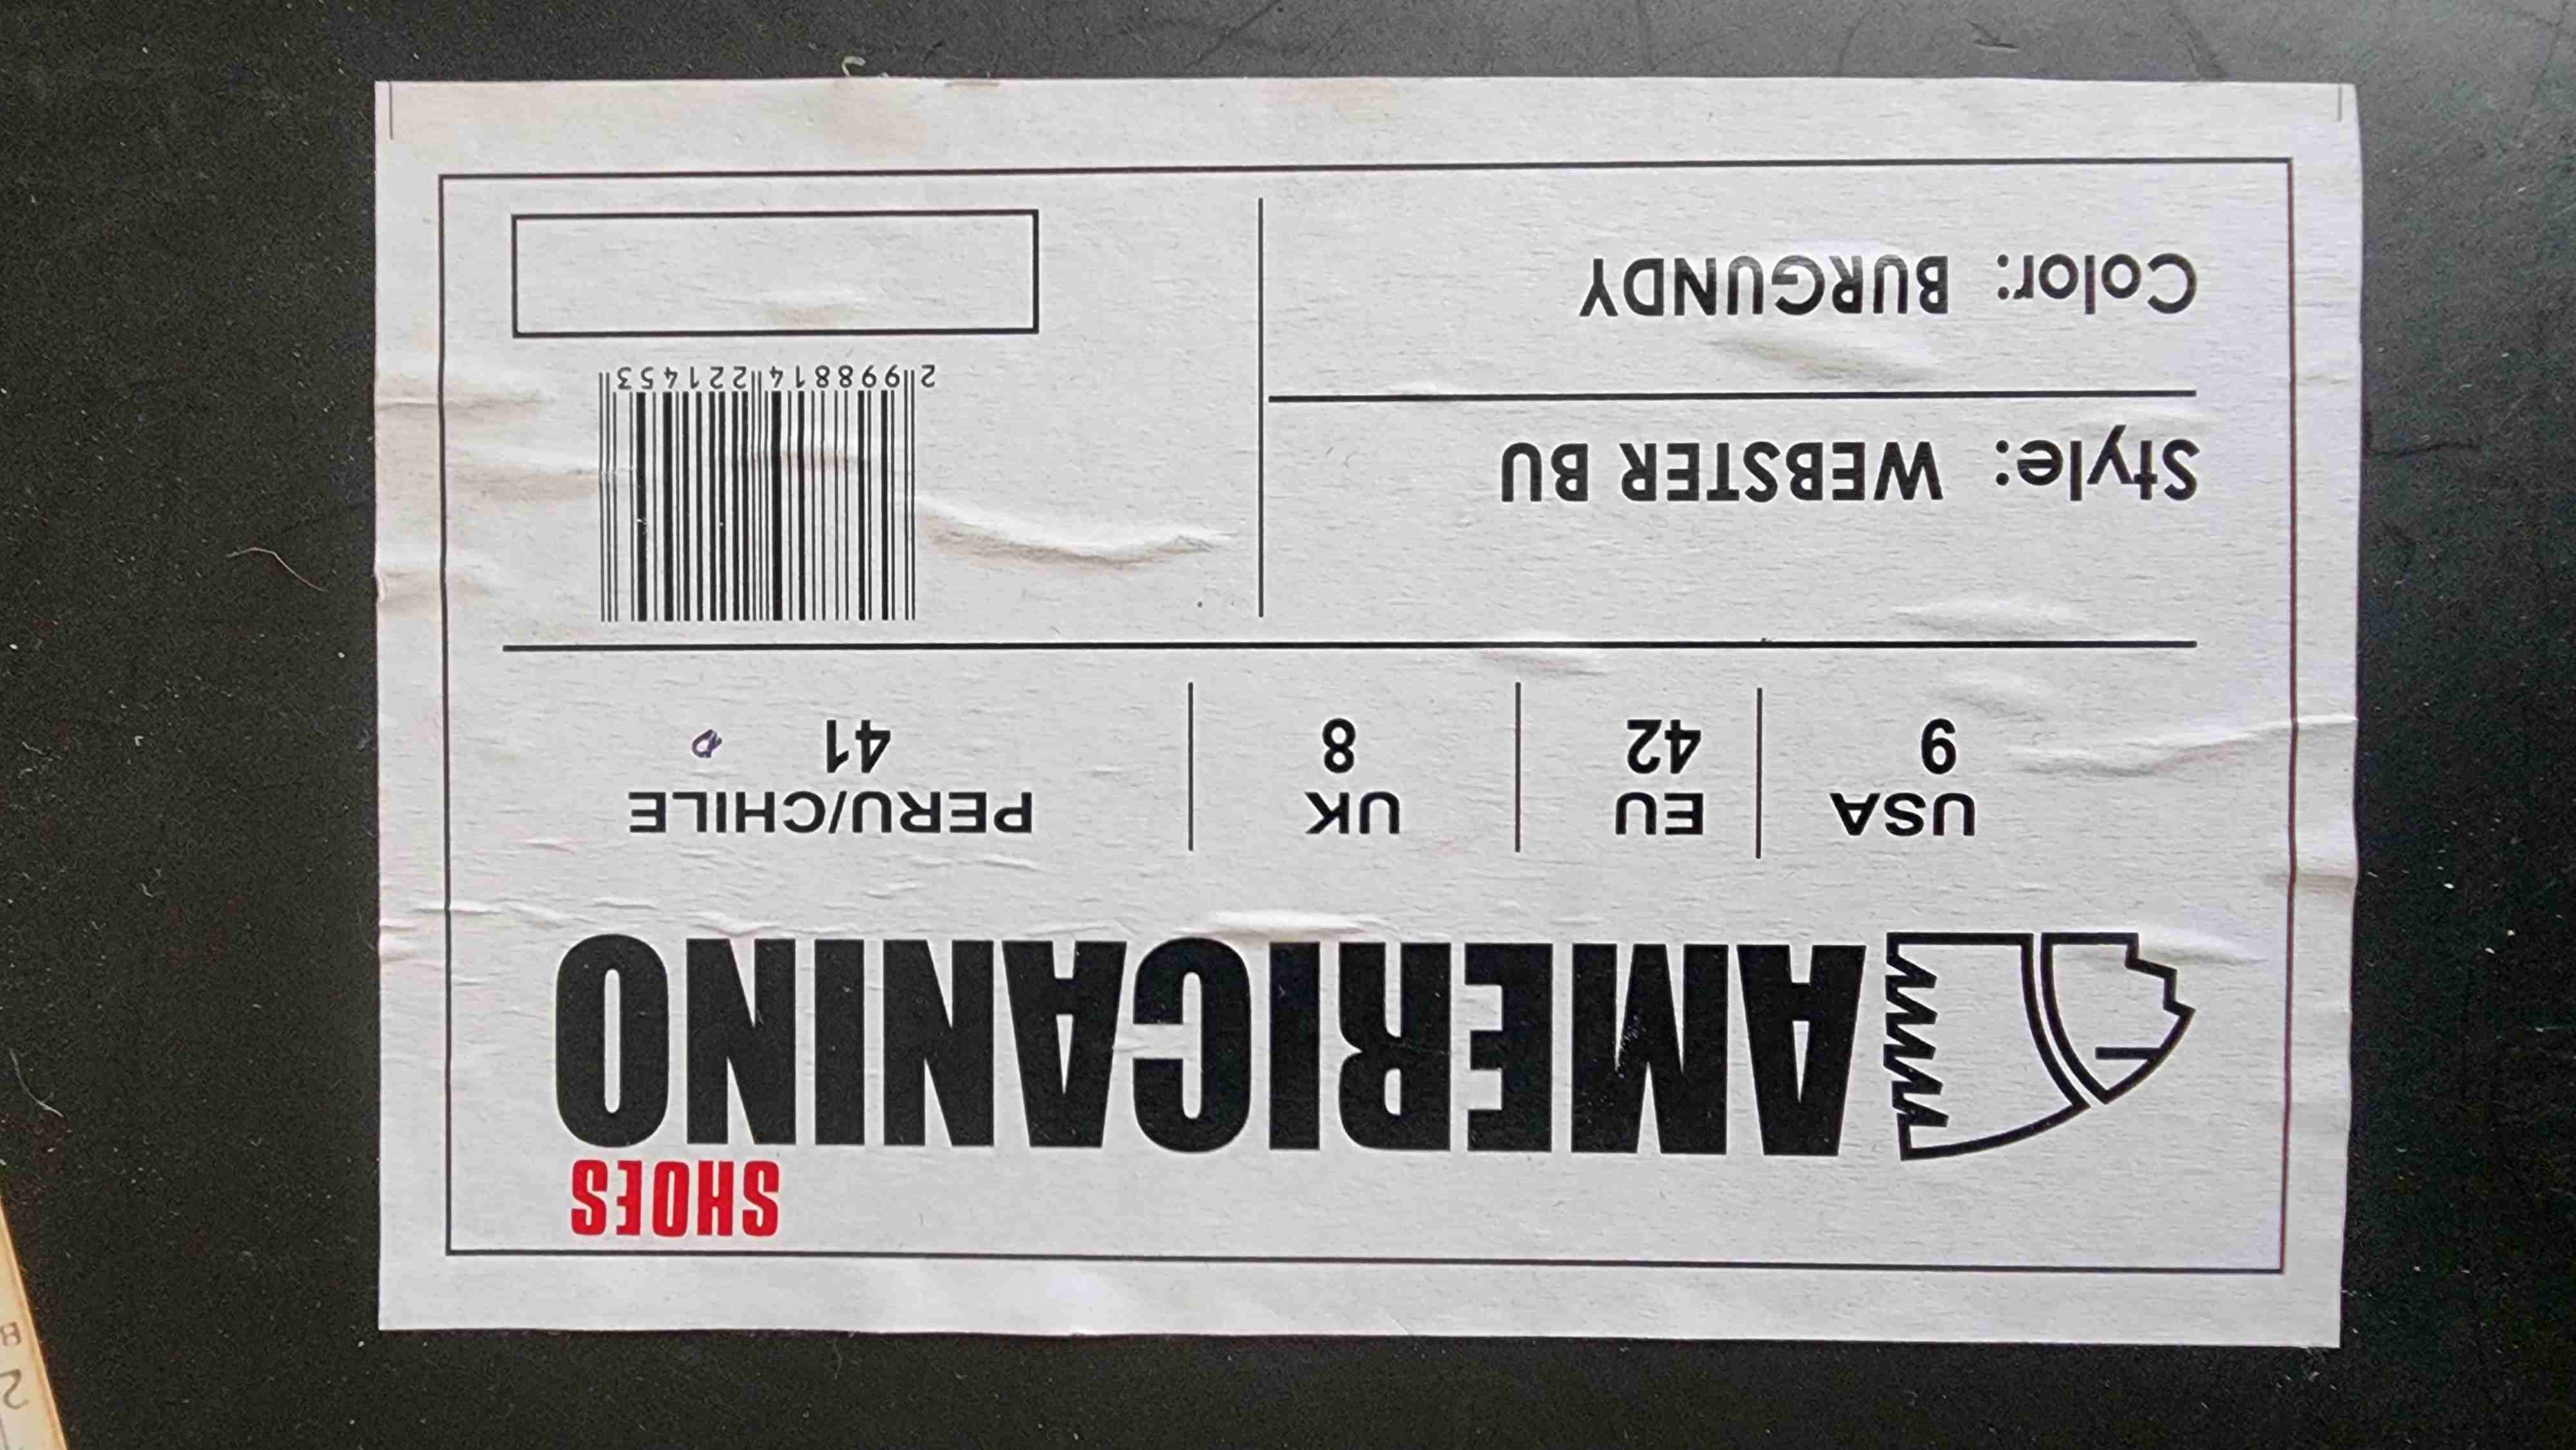 SHOES
AMERICANINO
USA EU UK PERU/CHILE
9 42 8 41
Style: WEBSTER BU
Color: BURGUNDY
2 998814 221453